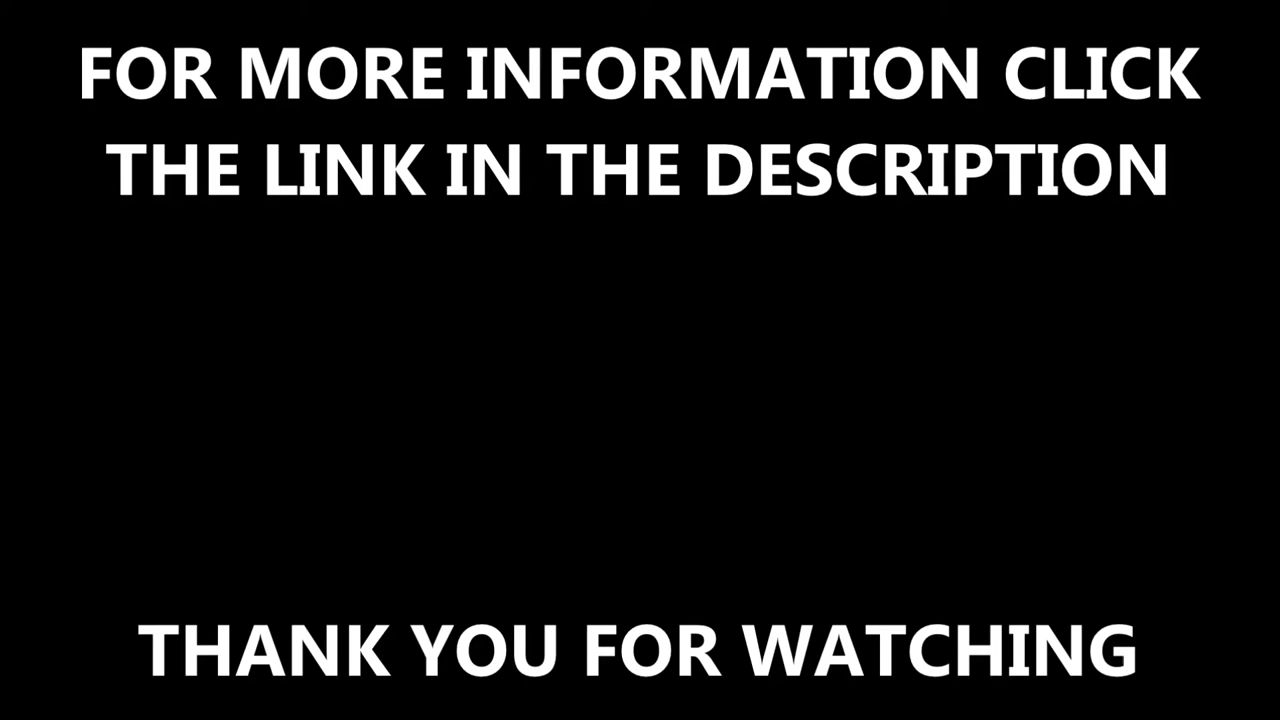 FOR MORE INFORMATION CLICK
THE LINK IN THE DESCRIPTION
THANK YOU FOR WATCHING